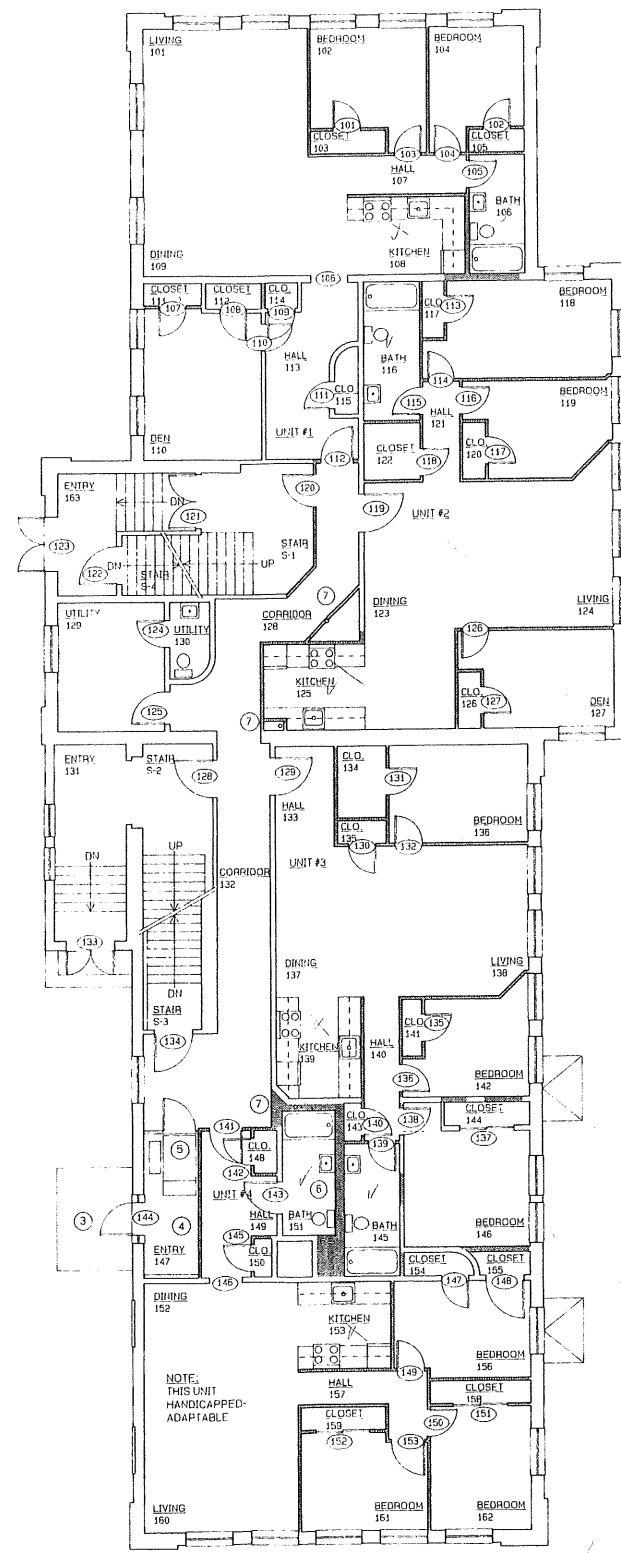 LIVING
101
BEDROOM
102
BEDROOM
104
101
102
CLOSET
103
CLOSET
105
103
104
HALL
107
105
BATH
106
KITCHEN
108
DINING
109
106
CLOSET
111
CLOSET
112
CLO.
114
107
108
109
110
CLO.
117
113
BEDROOM
118
HALL
113
BATH
116
114
111
CLO.
115
115
HALL
121
116
BEDROOM
119
DEN
110
UNIT #1
112
CLOSET
122
118
CLO.
120
117
ENTRY
163
DN
121
120
119
UNIT #2
STAIR
S-1
123
122
DN
STAIR
S-4
UP
7
UTILITY
129
124
UTILITY
130
CORRIDOR
128
DINING
123
LIVING
124
126
KITCHEN
125
CLO.
126
127
DEN
127
125
7
ENTRY
131
STAIR
S-2
128
129
HALL
133
CLO.
134
131
CLO.
135
130
132
BEDROOM
136
DN
UP
UNIT #3
CORRIDOR
132
133
DINING
137
LIVING
138
DN
STAIR
S-3
134
KITCHEN
139
HALL
140
CLO.
141
135
136
BEDROOM
142
7
141
CLO.
143
140
138
CLOSET
144
137
139
5
CLO.
148
142
UNIT #4
143
6
3
144
4
145
HALL
149
BATH
151
BATH
145
BEDROOM
146
ENTRY
147
CLO.
150
CLOSET
154
CLOSET
155
146
147
148
DINING
152
KITCHEN
153
BEDROOM
156
149
NOTE:
THIS UNIT
HANDICAPPED-
ADAPTABLE
HALL
157
CLOSET
158
151
CLOSET
159
150
152
153
LIVING
160
BEDROOM
161
BEDROOM
162